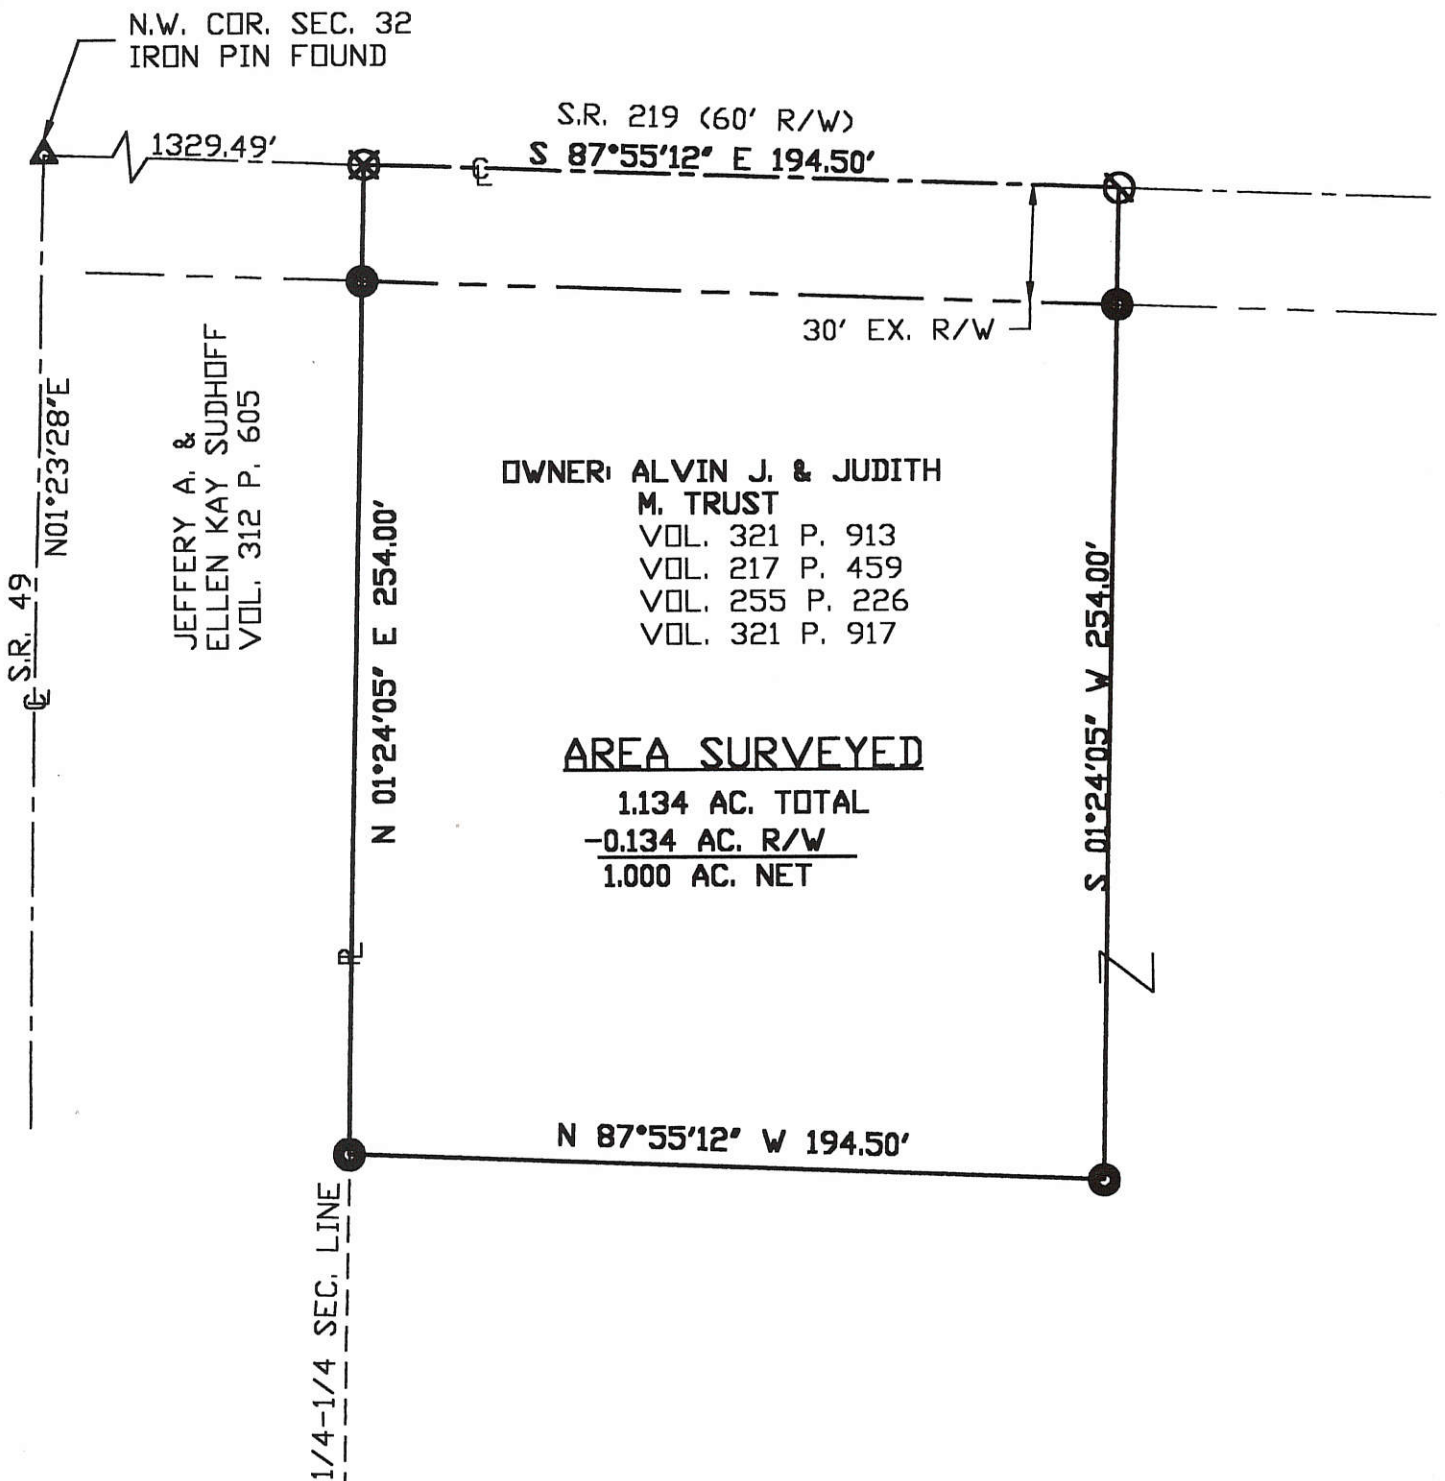 N.W. COR. SEC. 32
IRON PIN FOUND
1329.49'
S.R. 219 (60' R/W)
S 87°55'12" E 194.50'
CL
30' EX. R/W
N01°23'28"E
S.R. 49
CL
JEFFERY A. &
ELLEN KAY SUDHOFF
VOL. 312 P. 605
N 01°24'05" E 254.00'
OWNER: ALVIN J. & JUDITH
M. TRUST
VOL. 321 P. 913
VOL. 217 P. 459
VOL. 255 P. 226
VOL. 321 P. 917
S 01°24'05" W 254.00'
AREA SURVEYED
1.134 AC. TOTAL
-0.134 AC. R/W
1.000 AC. NET
PL
N 87°55'12" W 194.50'
1/4-1/4 SEC. LINE